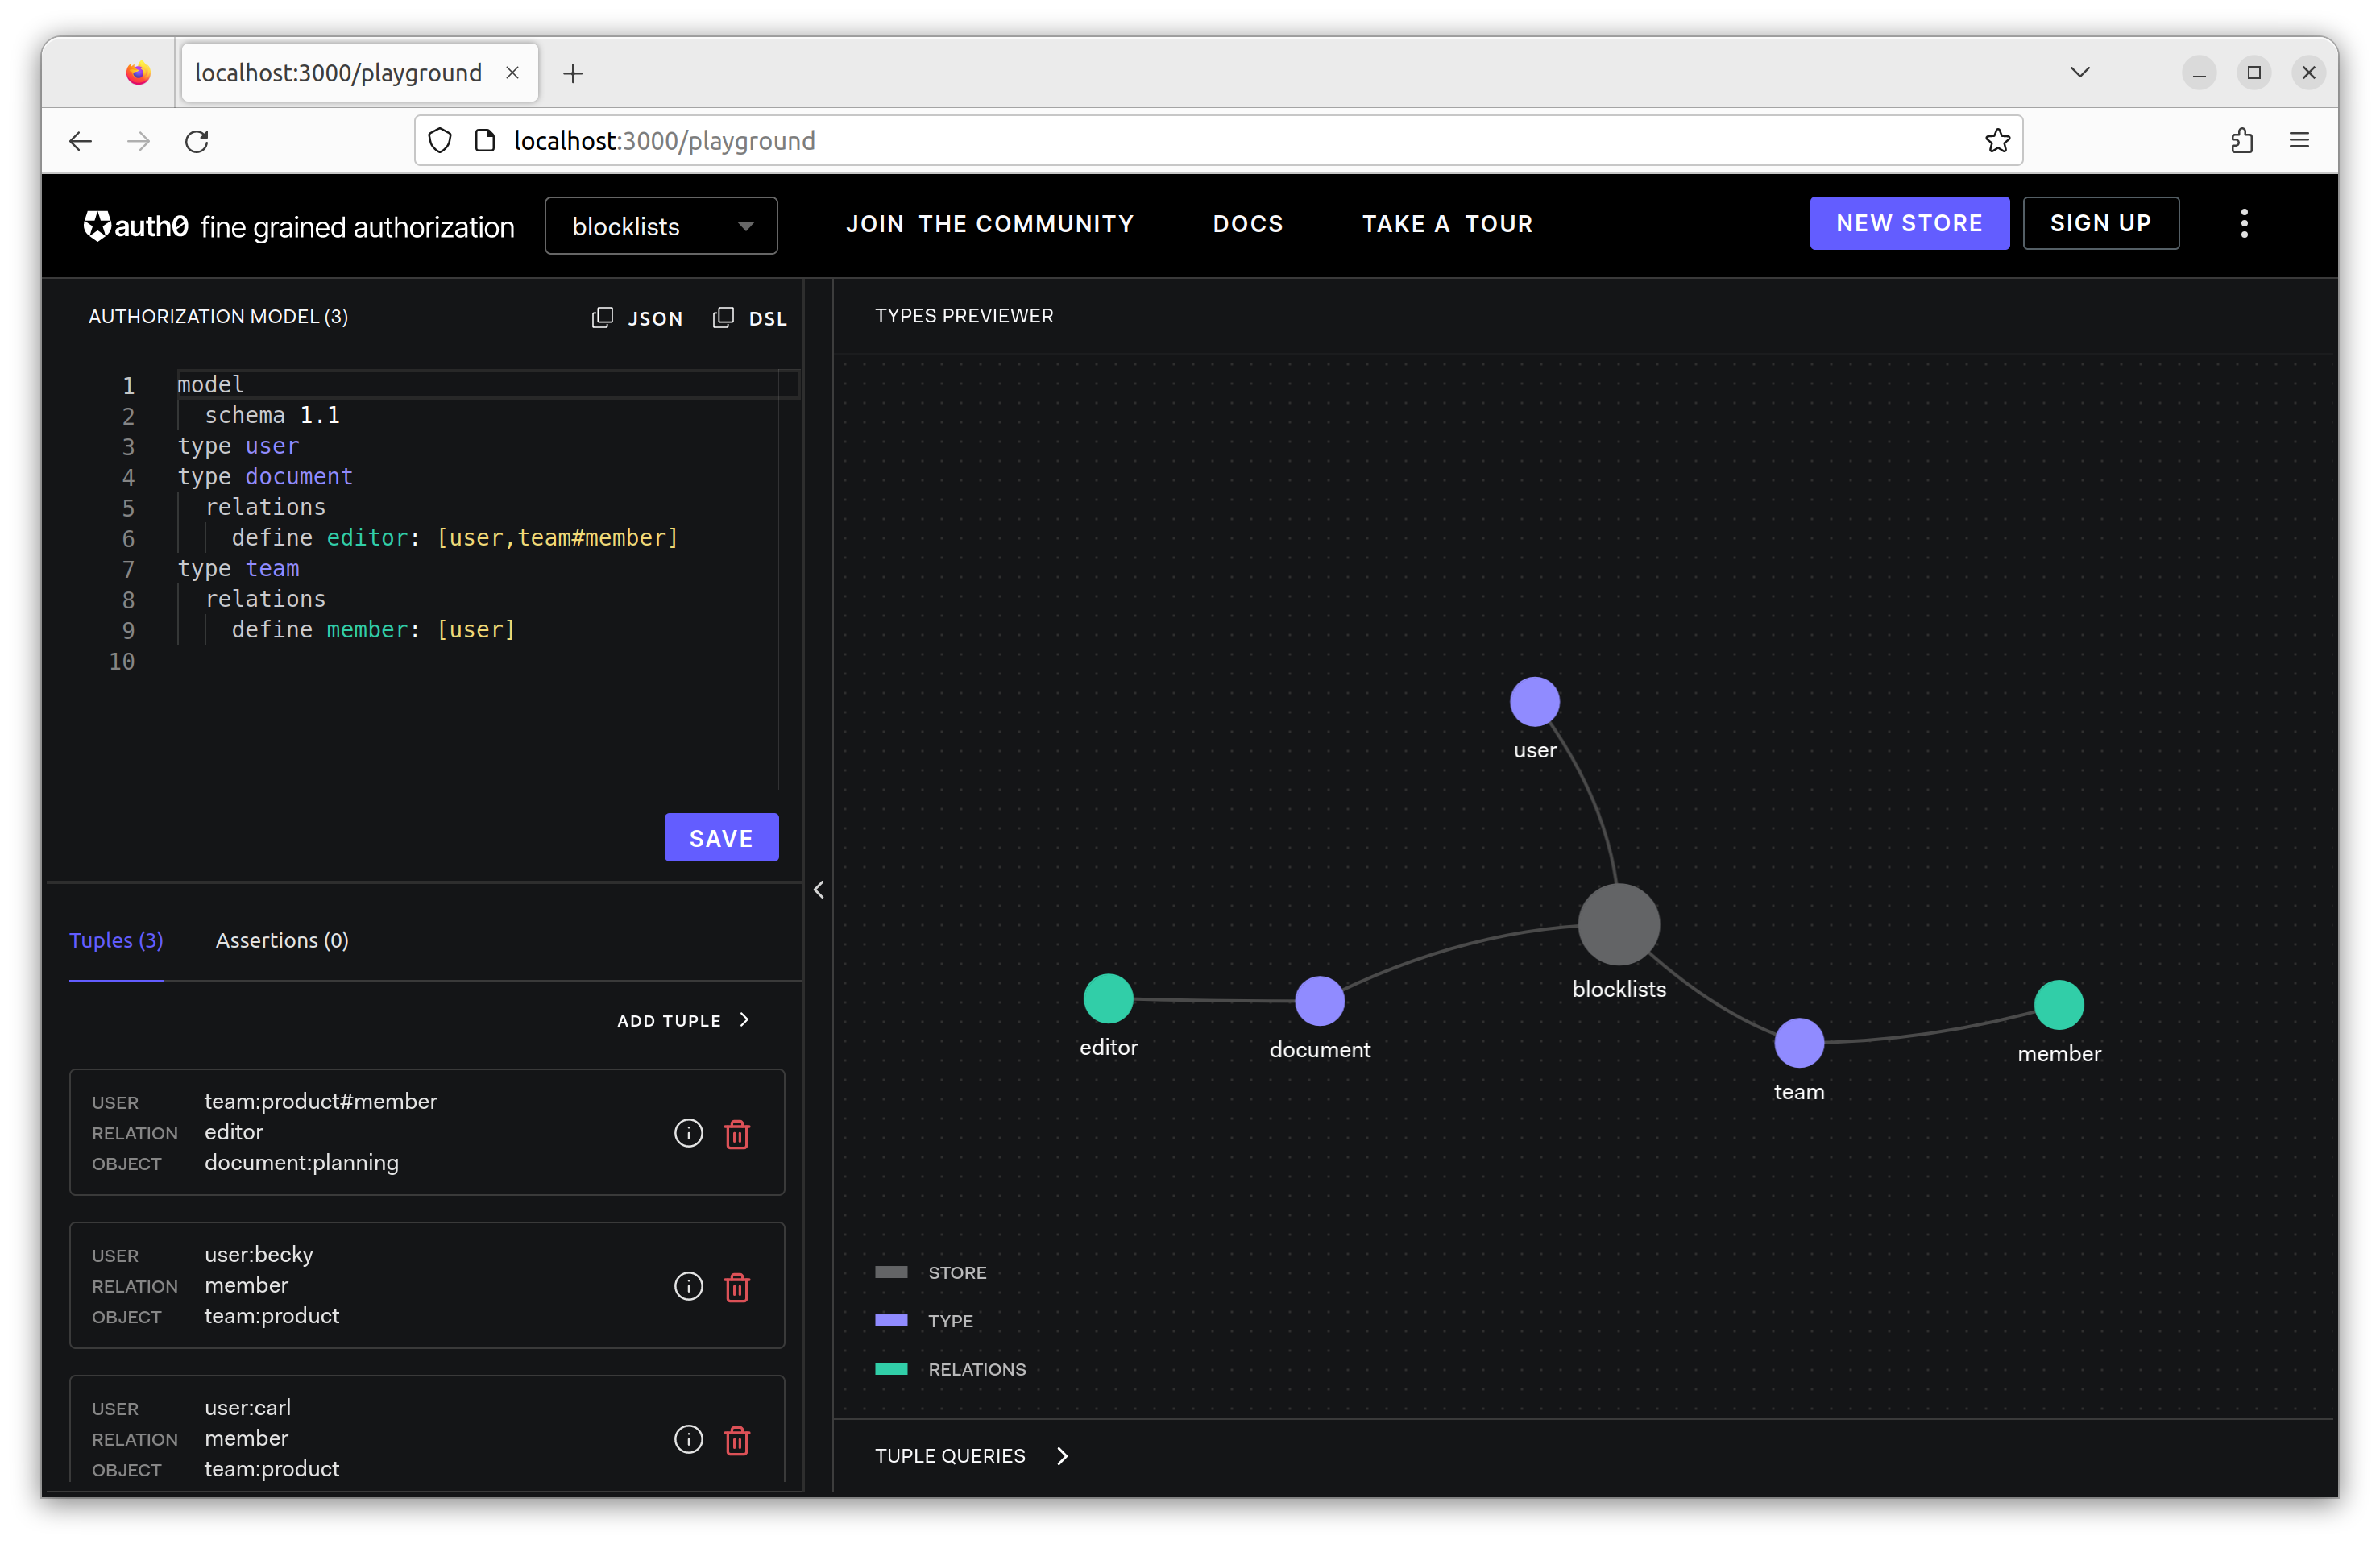 localhost:3000/playground
localhost:3000/playground
auth0 fine grained authorization
blocklists
JOIN THE COMMUNITY
DOCS
TAKE A TOUR
NEW STORE
SIGN UP
AUTHORIZATION MODEL (3)
JSON
DSL
1 model
2 schema 1.1
3 type user
4 type document
5 relations
6 define editor: [user,team#member]
7 type team
8 relations
9 define member: [user]
10
SAVE
Tuples (3)
Assertions (0)
ADD TUPLE
USER team:product#member
RELATION editor
OBJECT document:planning
USER user:becky
RELATION member
OBJECT team:product
USER user:carl
RELATION member
OBJECT team:product
TYPES PREVIEWER
user
blocklists
editor
document
team
member
STORE
TYPE
RELATIONS
TUPLE QUERIES